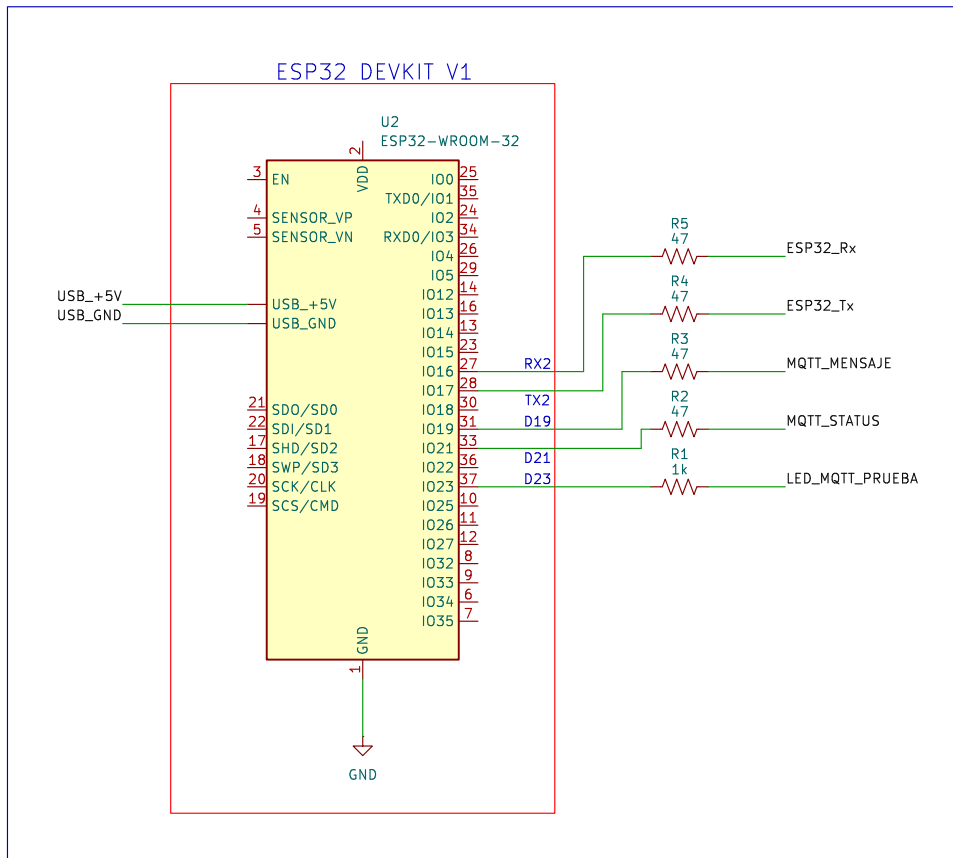 ESP32 DEVKIT V1
U2
ESP32-WROOM-32
2
VDD
3 EN
4 SENSOR_VP
5 SENSOR_VN
USB_+5V
USB_GND
USB_+5V
USB_GND
21 SDO/SD0
22 SDI/SD1
17 SHD/SD2
18 SWP/SD3
20 SCK/CLK
19 SCS/CMD
IO0 25
TXD0/IO1 35
IO2 24
RXD0/IO3 34
IO4 26
IO5 29
IO12 14
IO13 16
IO14 13
IO15 23
IO16 27
IO17 28
IO18 30
IO19 31
IO21 33
IO22 36
IO23 37
IO25 10
IO26 11
IO27 12
IO32 8
IO33 9
IO34 6
IO35 7
GND
1
GND
RX2
TX2
D19
D21
D23
R5
47
ESP32_Rx
R4
47
ESP32_Tx
R3
47
MQTT_MENSAJE
R2
47
MQTT_STATUS
R1
1k
LED_MQTT_PRUEBA